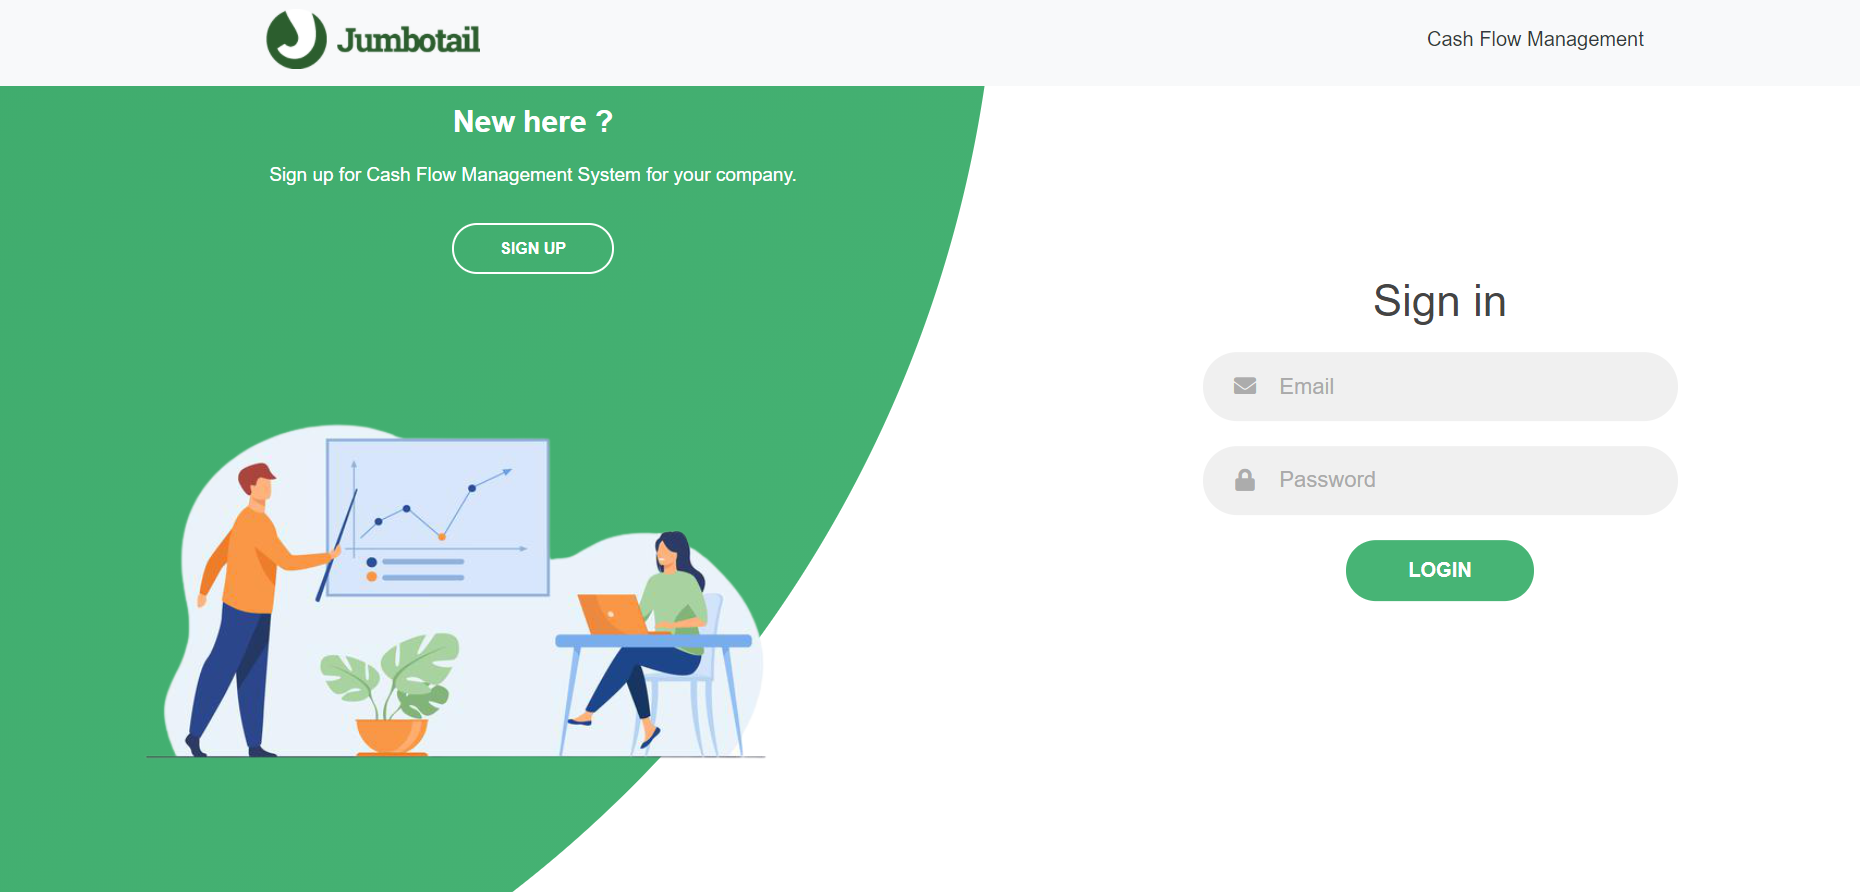 Jumbotail
Cash Flow Management
New here ?
Sign up for Cash Flow Management System for your company.
SIGN UP
Sign in
Email
Password
LOGIN